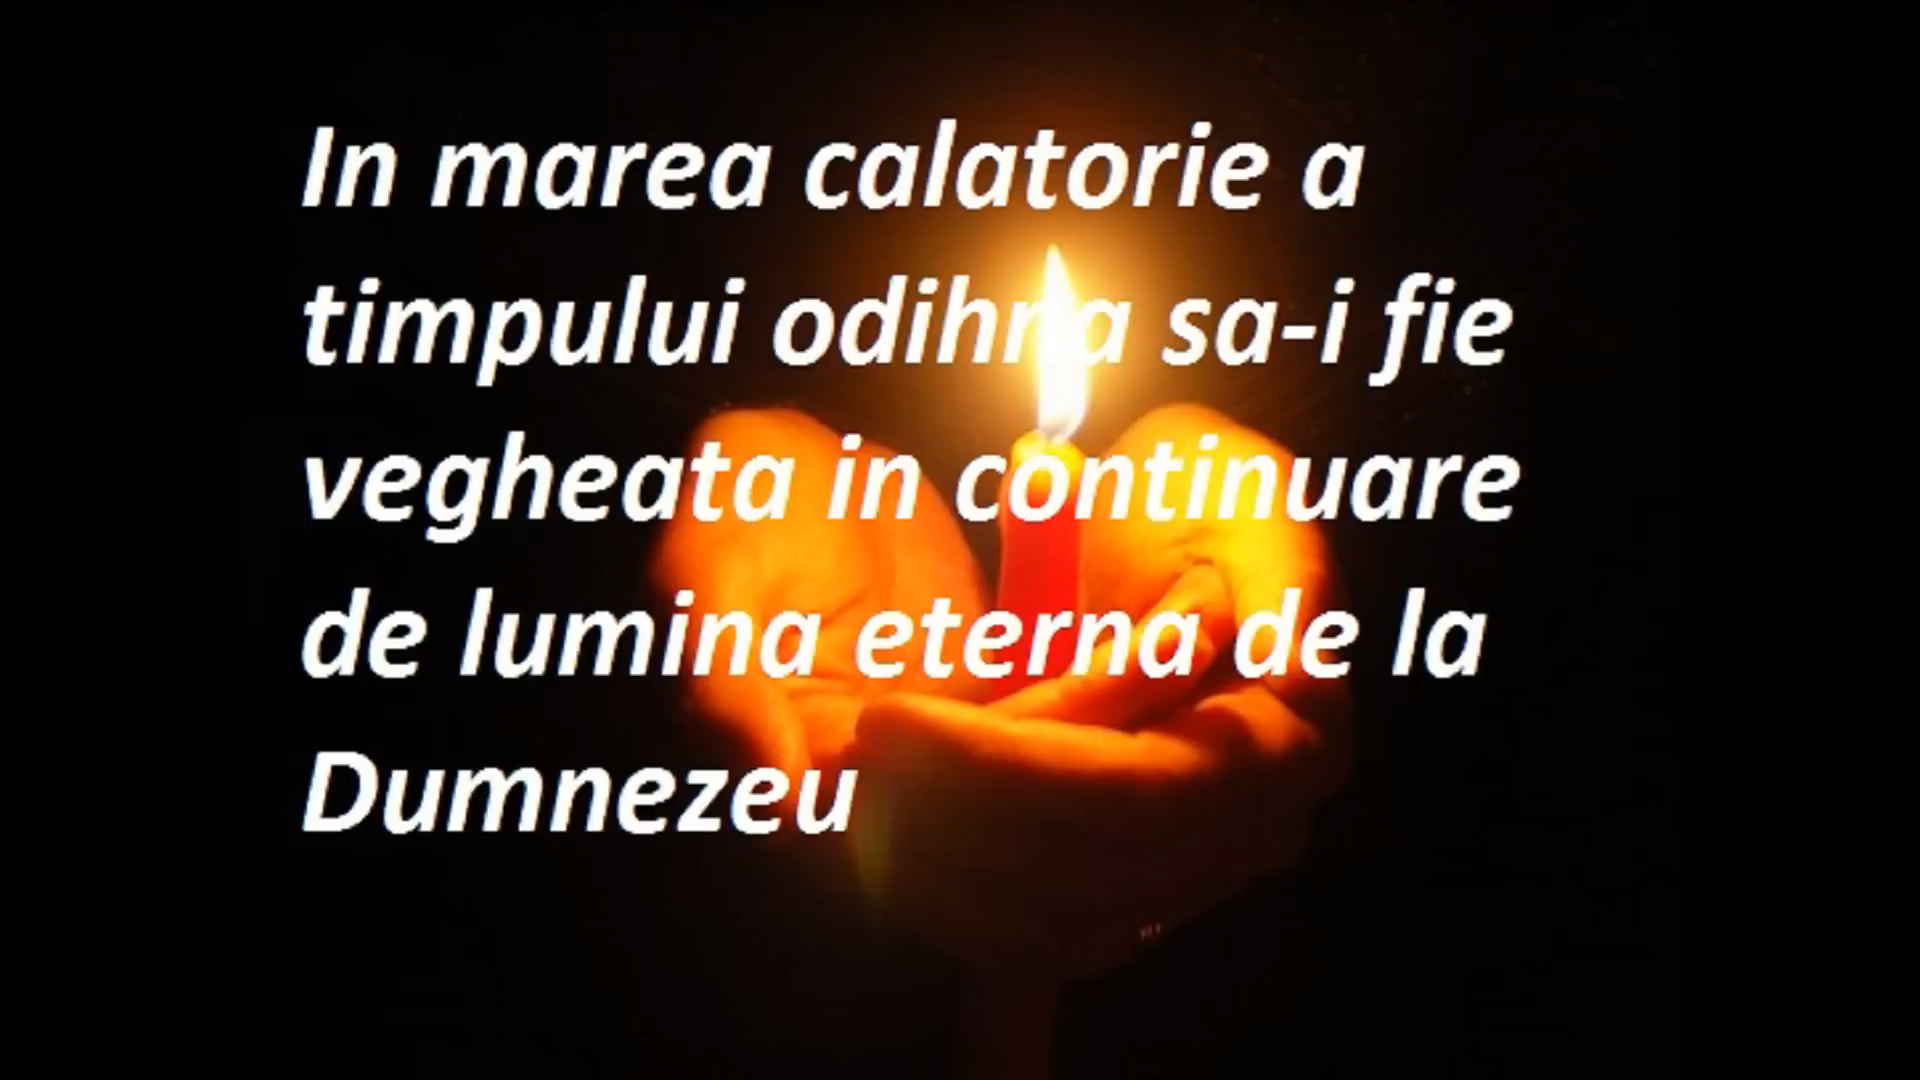 In marea calatorie a
timpului odihna sa-i fie
vegheata in continuare
de lumina eterna de la
Dumnezeu